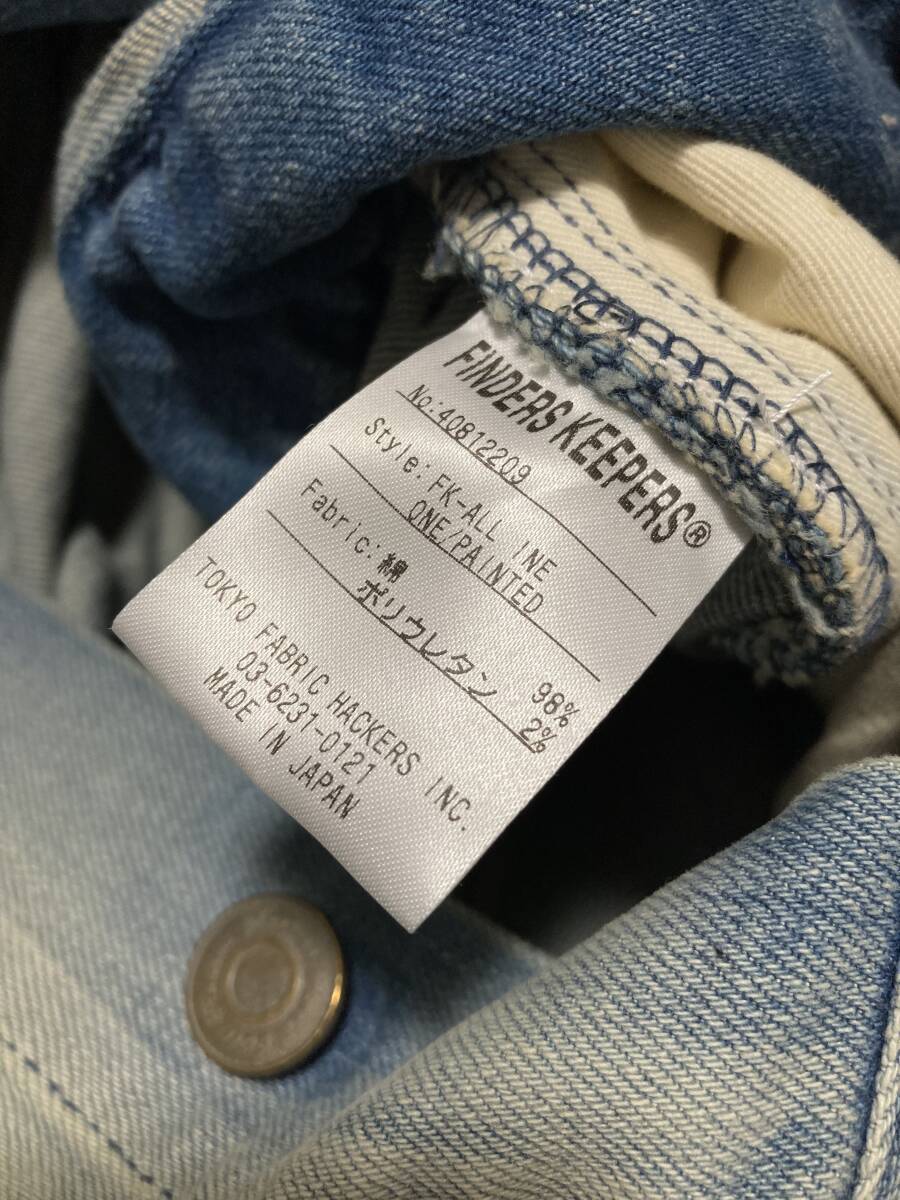 FINDERS KEEPERS®
No:40812209
Style: FK-ALL INE
ONE/PAINTED
Fabric: 綿 98%
ポリウレタン 2%
TOKYO FABRIC HACKERS INC.
03-6231-0121
MADE IN JAPAN